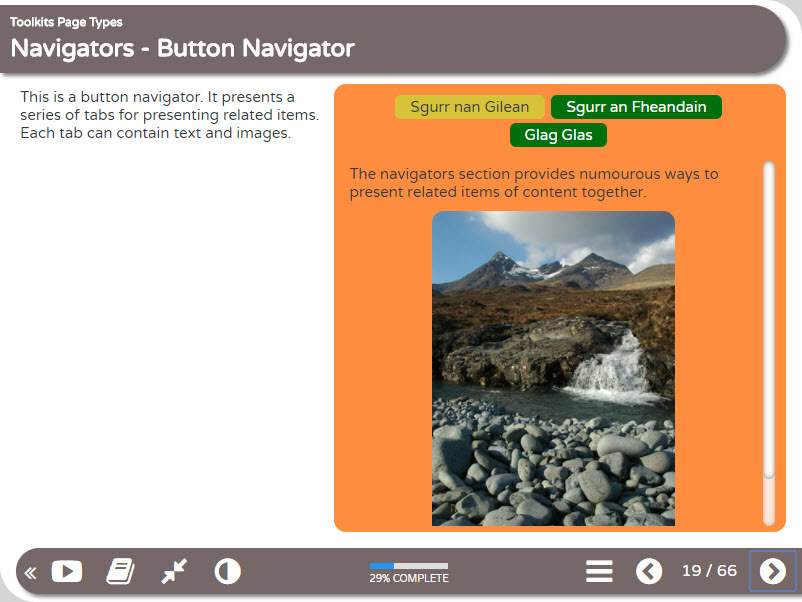 Toolkits Page Types
Navigators - Button Navigator
This is a button navigator. It presents a
series of tabs for presenting related items.
Each tab can contain text and images.
Sgurr nan Gilean
Sgurr an Fheandain
Glag Glas
The navigators section provides numourous ways to
present related items of content together.
«
29% COMPLETE
19 / 66